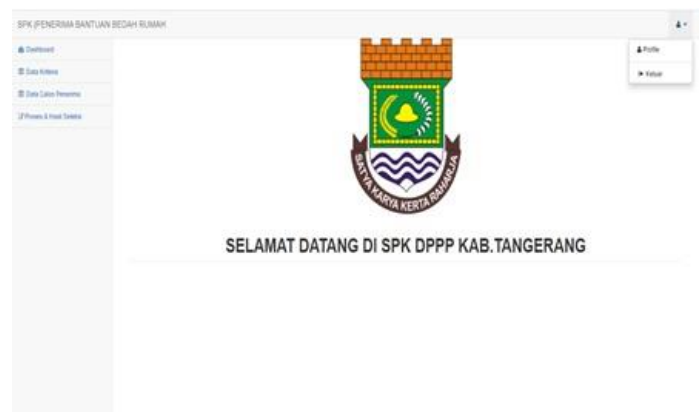 SPK (PENERIMA BANTUAN BEDAH RUMAH
Dashboard
Data Kriteria
Data Calon Penerima
Proses & Hasil Seleksi
Profile
Keluar
SATYA KARYA KERTA RAHARJA
SELAMAT DATANG DI SPK DPPP KAB.TANGERANG